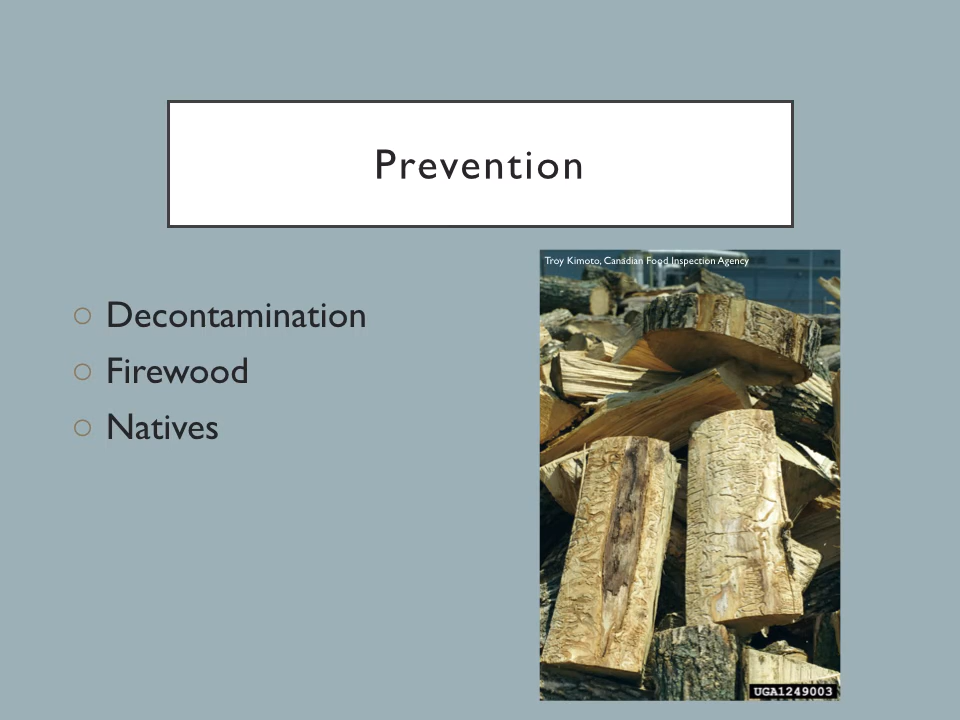 Prevention
Troy Kimoto, Canadian Food Inspection Agency
Decontamination
Firewood
Natives
UGA1249003